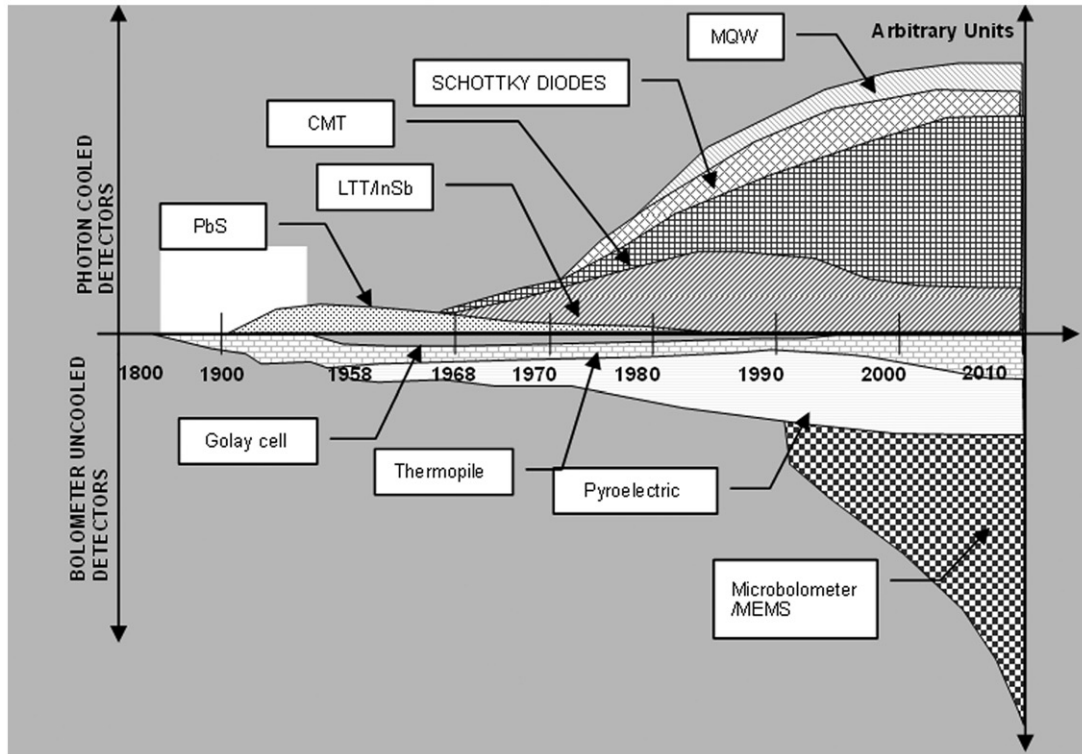 MQW
Arbitrary Units
SCHOTTKY DIODES
CMT
LTT/InSb
PbS
PHOTON COOLED
DETECTORS
1800
1900
1958
1968
1970
1980
1990
2000
2010
BOLOMETER UNCOOLED
DETECTORS
Golay cell
Thermopile
Pyroelectric
Microbolometer
/MEMS